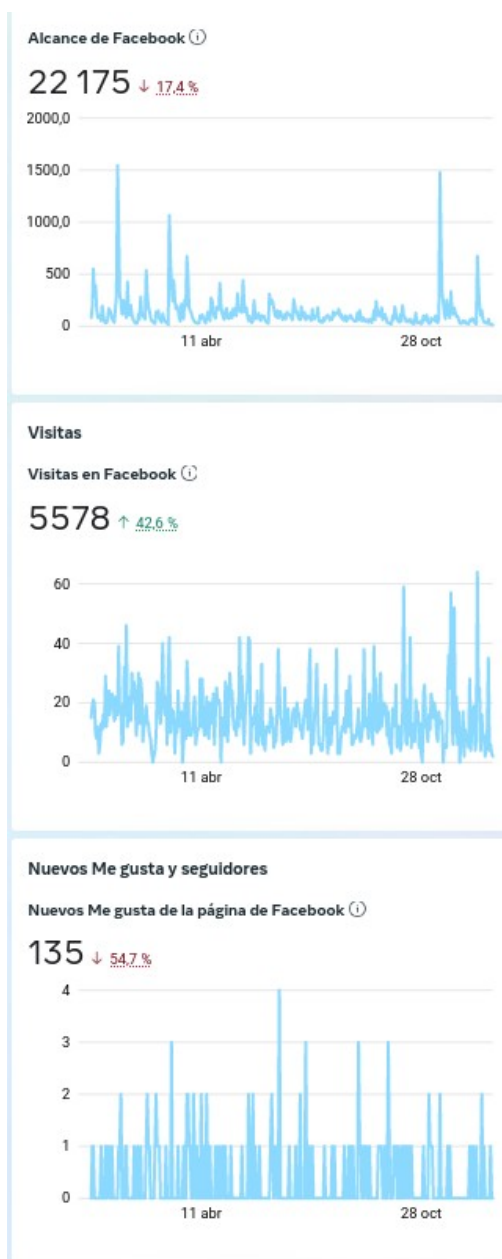 Alcance de Facebook
22 175 ↓ 17,4 %
2000,0
1500,0
1000,0
500
0
11 abr 28 oct
Visitas
Visitas en Facebook
5578 ↑ 42,6 %
60
40
20
0
11 abr 28 oct
Nuevos Me gusta y seguidores
Nuevos Me gusta de la página de Facebook
135 ↓ 54,7 %
4
3
2
1
0
11 abr 28 oct